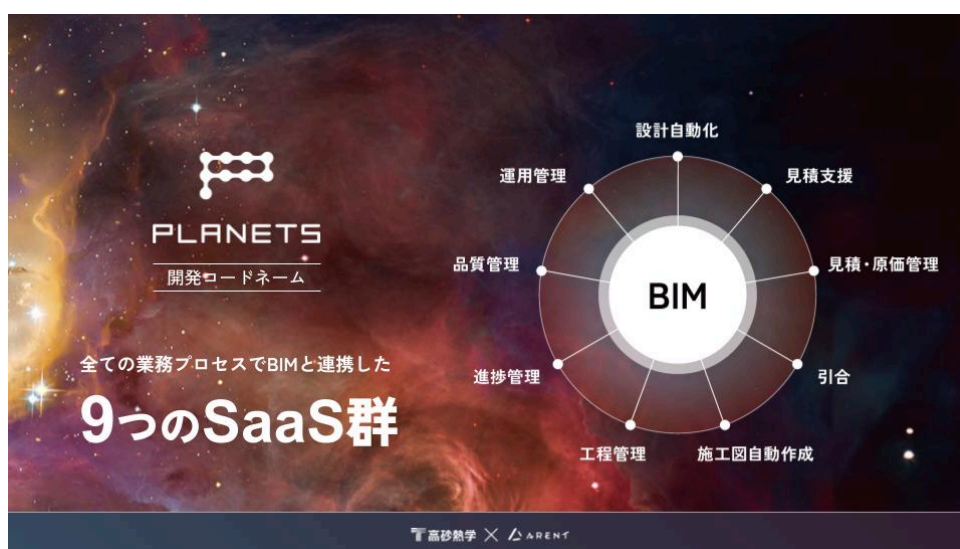 PLANETS
開発コードネーム
全ての業務プロセスでBIMと連携した
9つのSaaS群
設計自動化
見積支援
見積・原価管理
引合
施工図自動作成
工程管理
進捗管理
品質管理
運用管理
BIM
高砂熱学 × ARENT